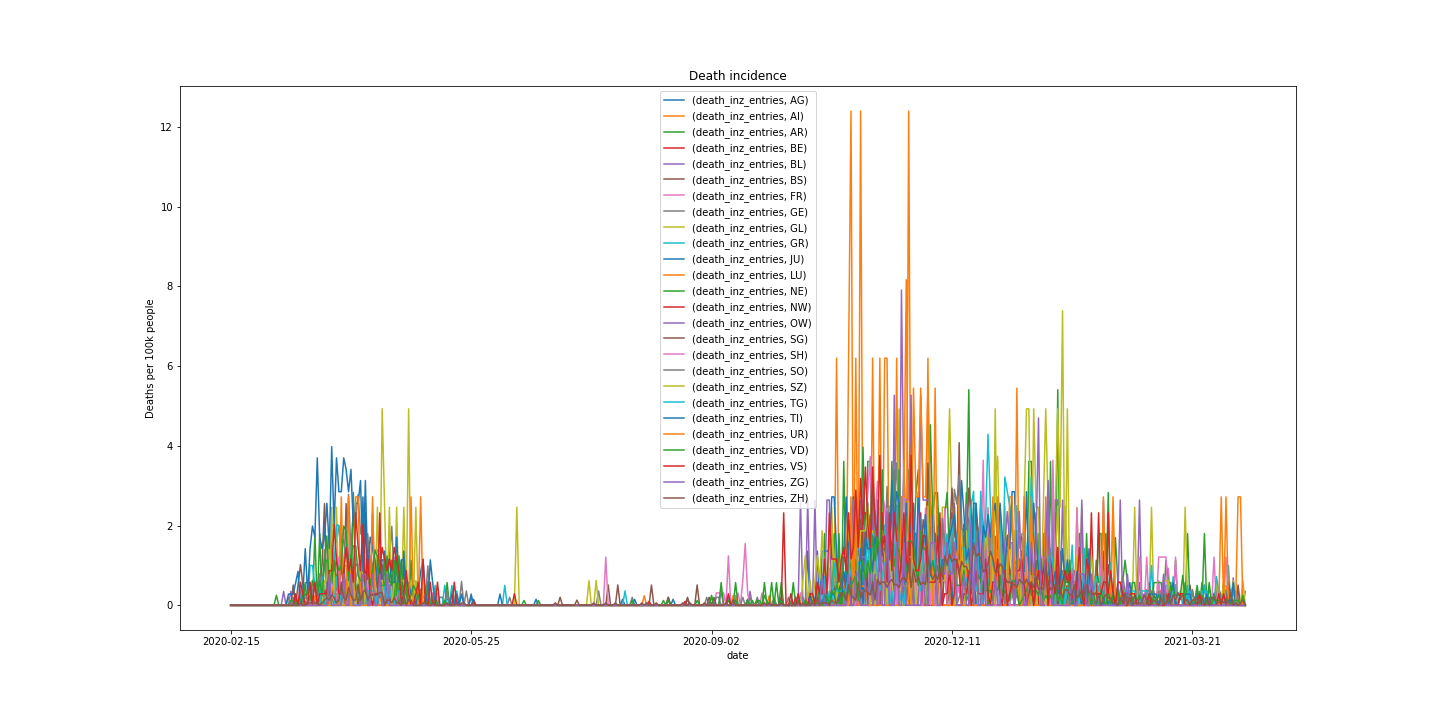 Death incidence
Deaths per 100k people
12
10
8
6
4
2
0
(death_inz_entries, AG)
(death_inz_entries, AI)
(death_inz_entries, AR)
(death_inz_entries, BE)
(death_inz_entries, BL)
(death_inz_entries, BS)
(death_inz_entries, FR)
(death_inz_entries, GE)
(death_inz_entries, GL)
(death_inz_entries, GR)
(death_inz_entries, JU)
(death_inz_entries, LU)
(death_inz_entries, NE)
(death_inz_entries, NW)
(death_inz_entries, OW)
(death_inz_entries, SG)
(death_inz_entries, SH)
(death_inz_entries, SO)
(death_inz_entries, SZ)
(death_inz_entries, TG)
(death_inz_entries, TI)
(death_inz_entries, UR)
(death_inz_entries, VD)
(death_inz_entries, VS)
(death_inz_entries, ZG)
(death_inz_entries, ZH)
2020-02-15 2020-05-25 2020-09-02 2020-12-11 2021-03-21
date